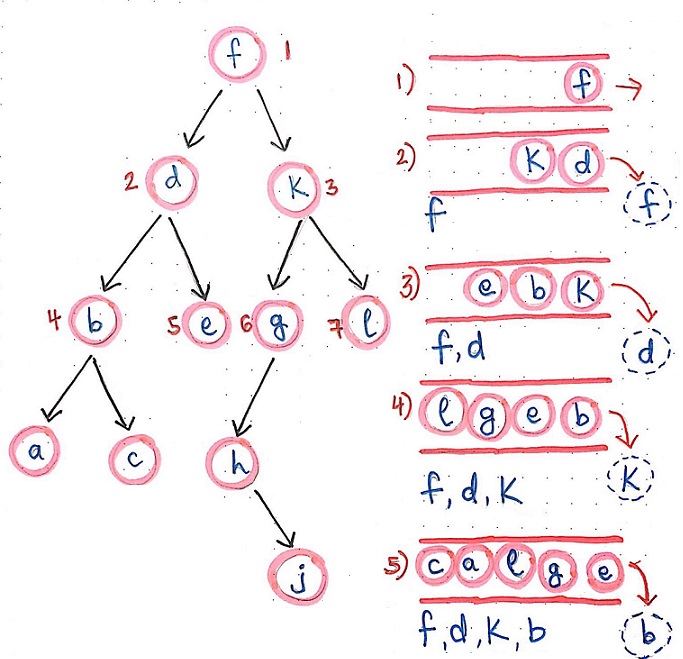 f 1
2 d K 3
4 b 5 e 6 g 7 l
a c h
j
1) f
2) K d
f f
3) e b K
f, d d
4) l g e b
f, d, K K
5) c a l g e
f, d, K, b b